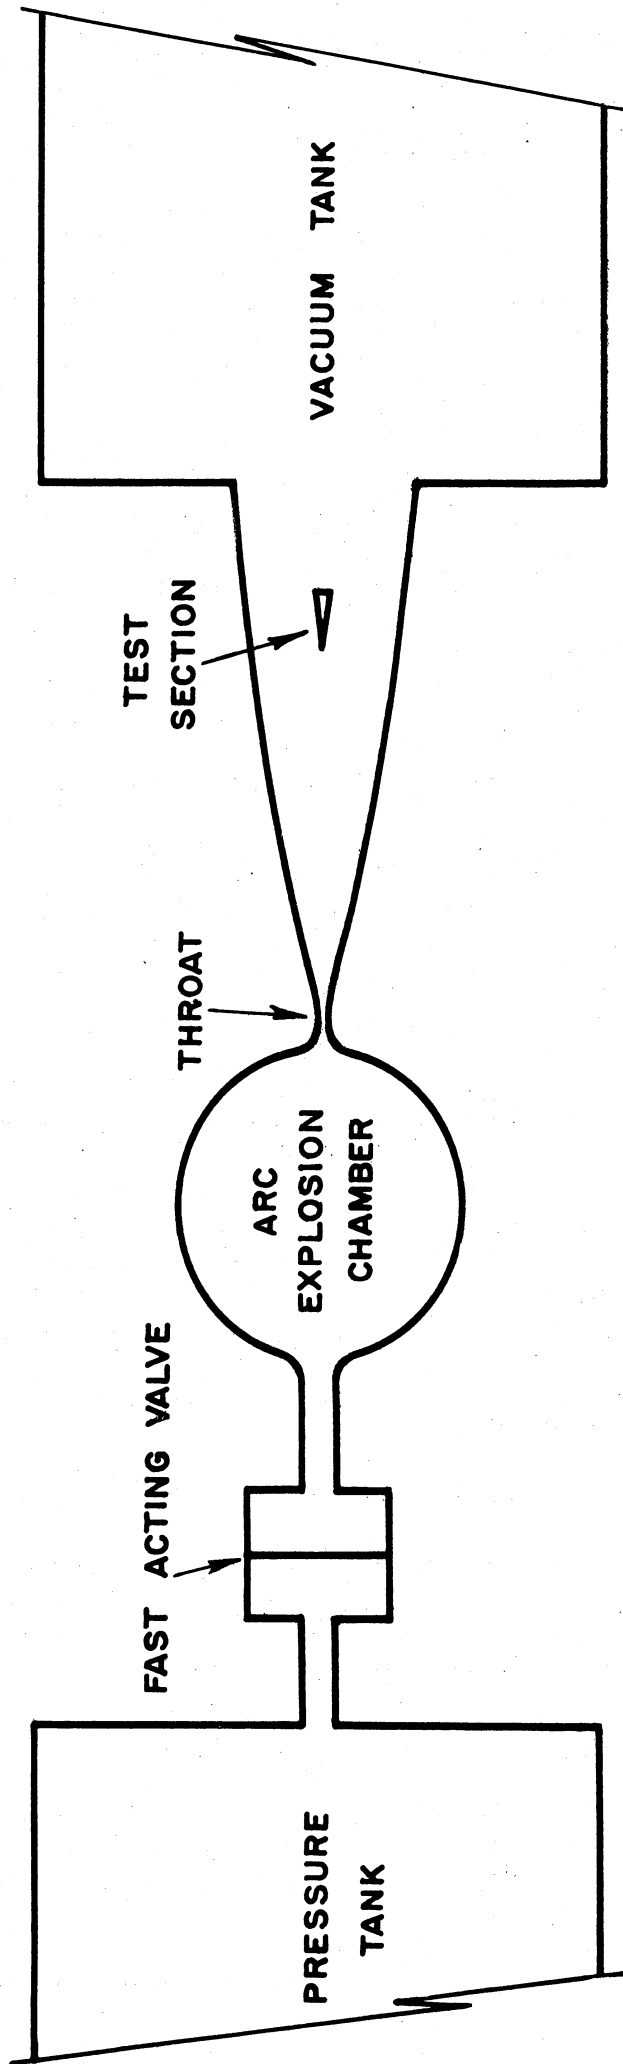 PRESSURE
TANK
FAST ACTING VALVE
ARC
EXPLOSION
CHAMBER
THROAT
TEST
SECTION
VACUUM TANK